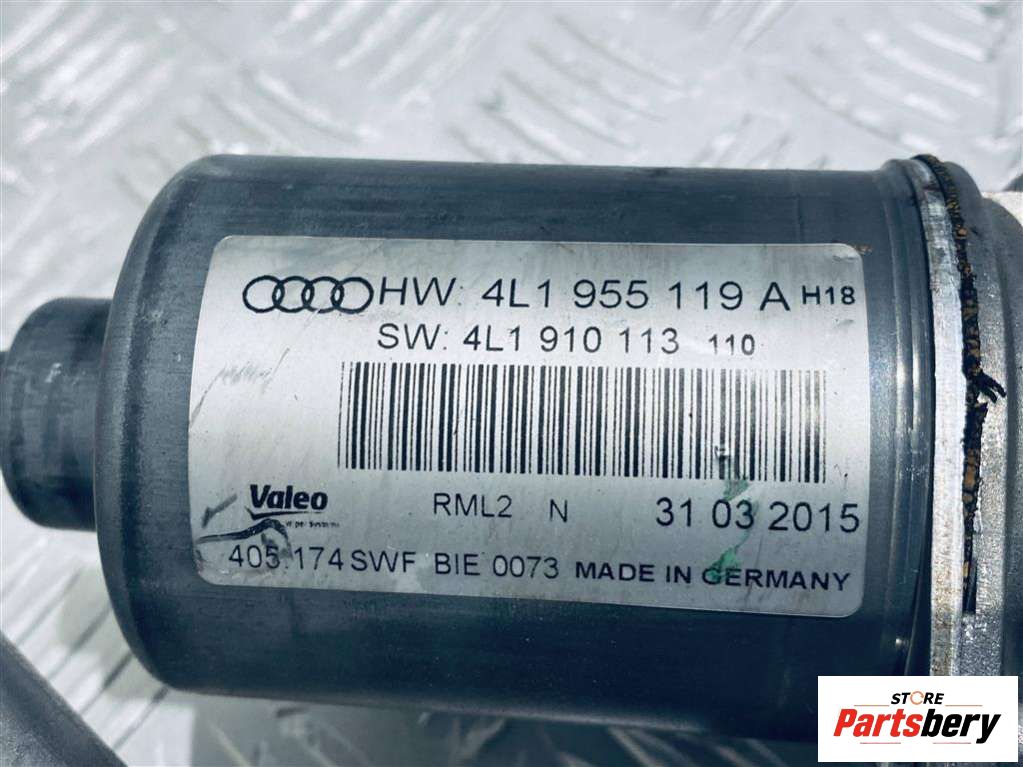 HW: 4L1 955 119 A H18
SW: 4L1 910 113 110
Valeo
RML2 N 31 03 2015
405.174 SWF BIE 0073 MADE IN GERMANY
STORE
Partsbery